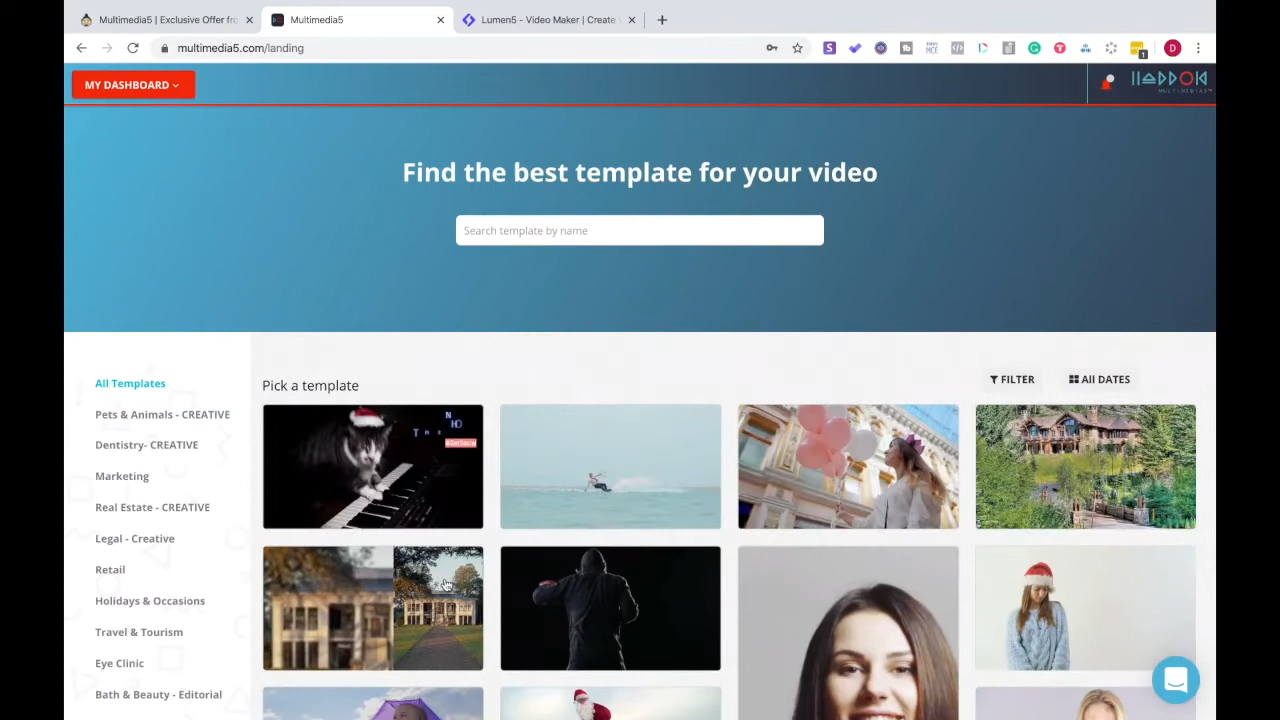 Multimedia5 | Exclusive Offer fro
Multimedia5
Lumen5 - Video Maker | Create
multimedia5.com/landing
MY DASHBOARD
Find the best template for your video
Search template by name
All Templates
Pick a template
FILTER
All DATES
Pets & Animals - CREATIVE
Dentistry- CREATIVE
Marketing
Real Estate - CREATIVE
Legal - Creative
Retail
Holidays & Occasions
Travel & Tourism
Eye Clinic
Bath & Beauty - Editorial